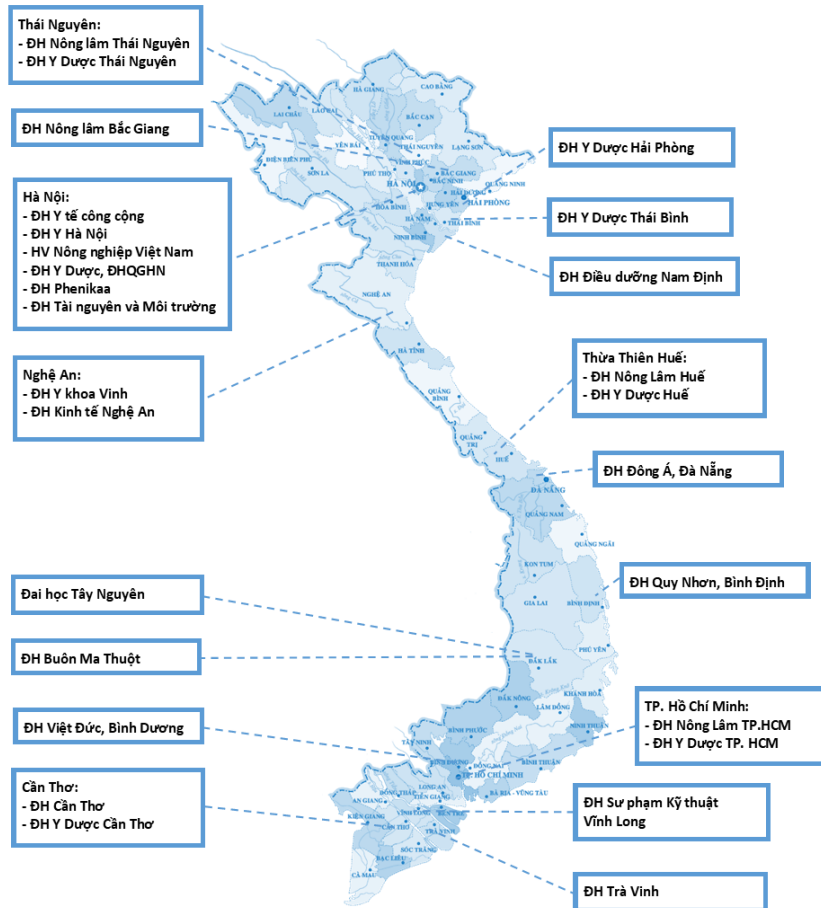 Thái Nguyên:
- ĐH Nông lâm Thái Nguyên
- ĐH Y Dược Thái Nguyên
ĐH Nông lâm Bắc Giang
Hà Nội:
- ĐH Y tế công cộng
- ĐH Y Hà Nội
- HV Nông nghiệp Việt Nam
- ĐH Y Dược, ĐHQGHN
- ĐH Phenikaa
- ĐH Tài nguyên và Môi trường
Nghệ An:
- ĐH Y khoa Vinh
- ĐH Kinh tế Nghệ An
Đai học Tây Nguyên
ĐH Buôn Ma Thuột
ĐH Việt Đức, Bình Dương
Cần Thơ:
- ĐH Cần Thơ
- ĐH Y Dược Cần Thơ
HÀ GIANG
CAO BẰNG
LAI CHÂU
LÀO CAI
BẮC CẠN
TUYÊN QUANG
YÊN BÁI
THÁI NGUYÊN
LẠNG SƠN
ĐIỆN BIÊN PHỦ
SƠN LA
PHÚ THỌ
VĨNH PHÚC
BẮC GIANG
BẮC NINH
HÀ NỘI
QUẢNG NINH
HẢI DƯƠNG
HẢI PHÒNG
HƯNG YÊN
HÒA BÌNH
HÀ NAM
THÁI BÌNH
NINH BÌNH
THANH HÓA
NGHỆ AN
HÀ TĨNH
QUẢNG
BÌNH
QUẢNG
TRỊ
HUẾ
ĐÀ NẴNG
QUẢNG NAM
QUẢNG NGÃI
KON TUM
GIA LAI
BÌNH ĐỊNH
PHÚ YÊN
ĐĂK LĂK
KHÁNH HÒA
ĐĂK NÔNG
LÂM ĐỒNG
NINH THUẬN
BÌNH PHƯỚC
TÂY NINH
BÌNH DƯƠNG
ĐỒNG NAI
BÌNH THUẬN
TP. HỒ CHÍ MINH
BÀ RỊA - VŨNG TÀU
LONG AN
TIỀN GIANG
ĐỒNG THÁP
AN GIANG
BẾN TRE
VĨNH LONG
KIÊN GIANG
CẦN THƠ
TRÀ VINH
SÓC TRĂNG
BẠC LIÊU
CÀ MAU
ĐH Y Dược Hải Phòng
ĐH Y Dược Thái Bình
ĐH Điều dưỡng Nam Định
Thừa Thiên Huế:
- ĐH Nông Lâm Huế
- ĐH Y Dược Huế
ĐH Đông Á, Đà Nẵng
ĐH Quy Nhơn, Bình Định
TP. Hồ Chí Minh:
- ĐH Nông Lâm TP.HCM
- ĐH Y Dược TP. HCM
ĐH Sư phạm Kỹ thuật
Vĩnh Long
ĐH Trà Vinh